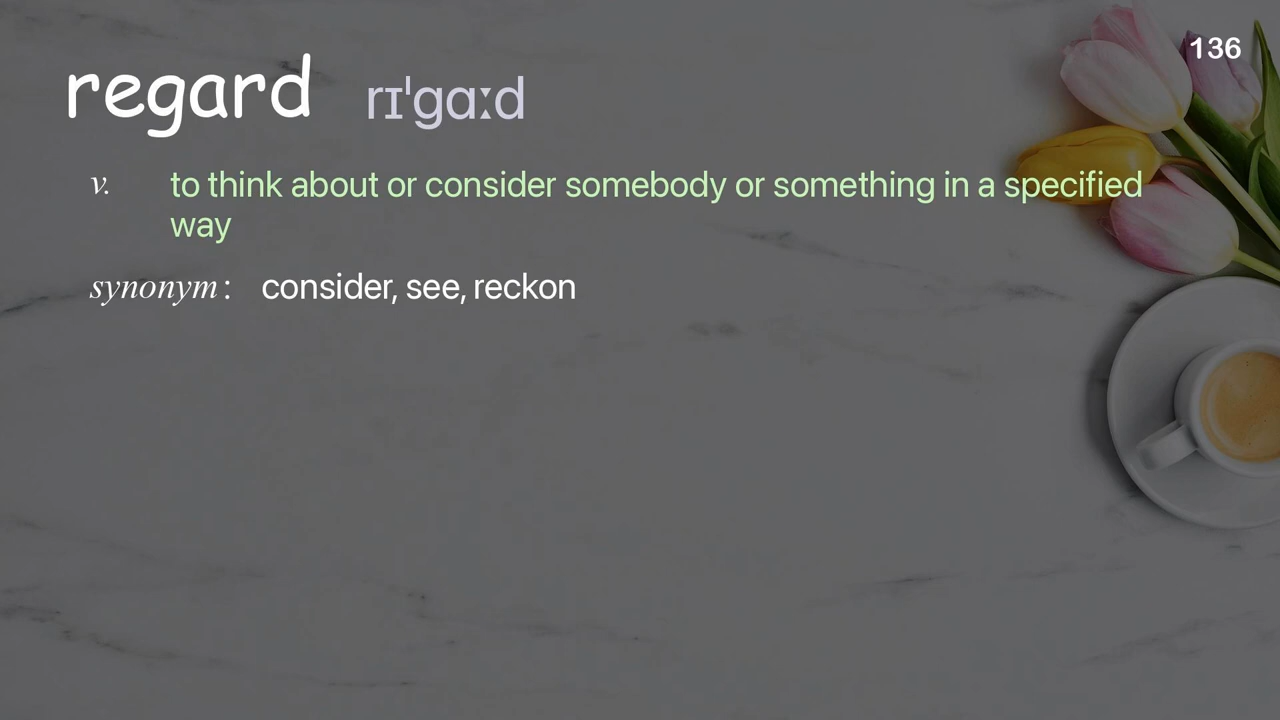 136
regard rɪˈɡɑːd
v. to think about or consider somebody or something in a specified
way
synonym: consider, see, reckon